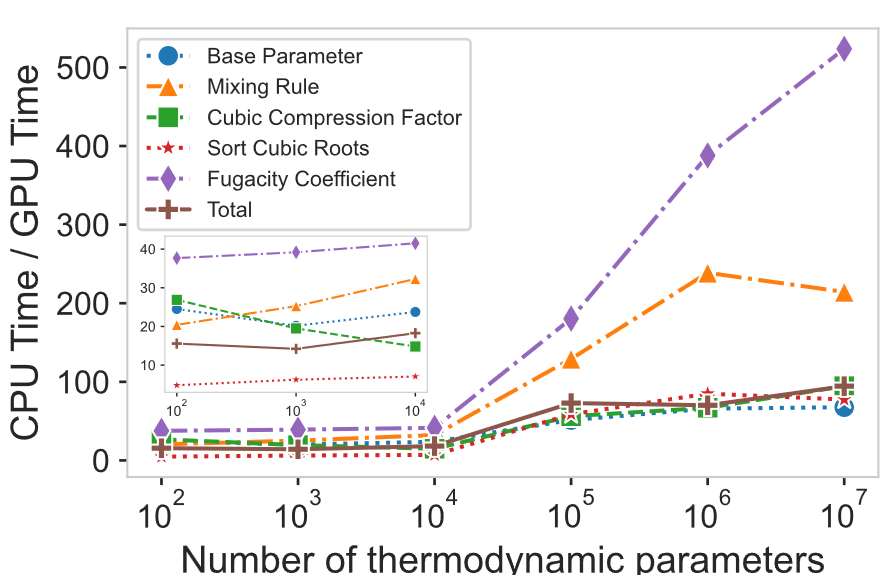 CPU Time / GPU Time
500
400
300
200
100
0
Base Parameter
Mixing Rule
Cubic Compression Factor
Sort Cubic Roots
Fugacity Coefficient
Total
40
30
20
10
10^2 10^3 10^4
10^2 10^3 10^4 10^5 10^6 10^7
Number of thermodynamic parameters